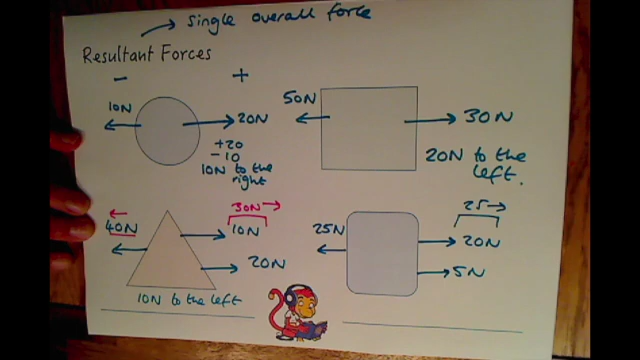 single overall force
Resultant Forces
- +
10N
20N
+20
-10
10N to the
right
50N
30N
20N to the
left.
30N
40N
10N
20N
10N to the left
25
25N
20N
5N